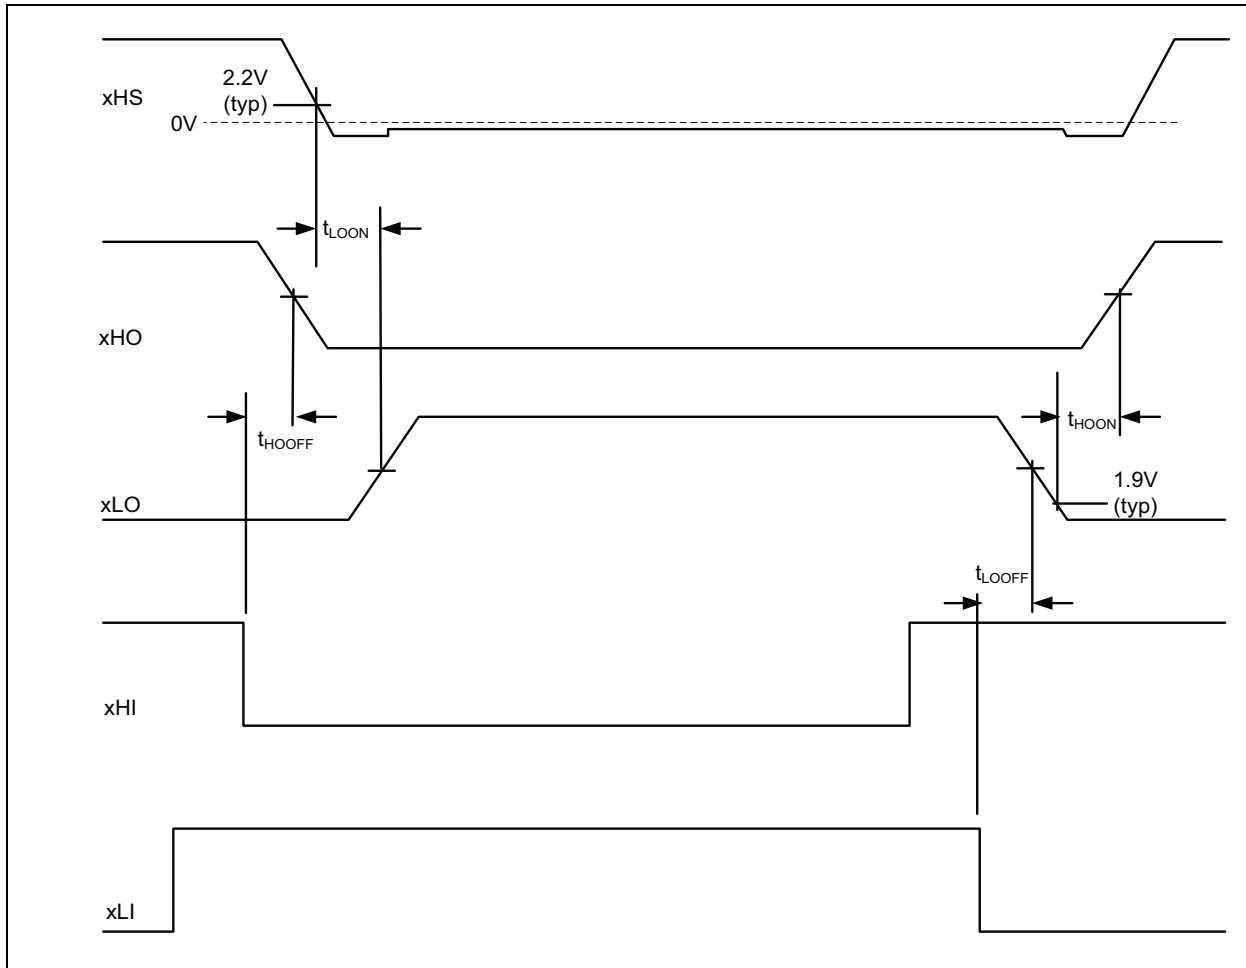 2.2V
(typ)
xHS
0V
tLOON
xHO
tHOOFF
tHOON
xLO
1.9V
(typ)
tLOOFF
xHI
xLI